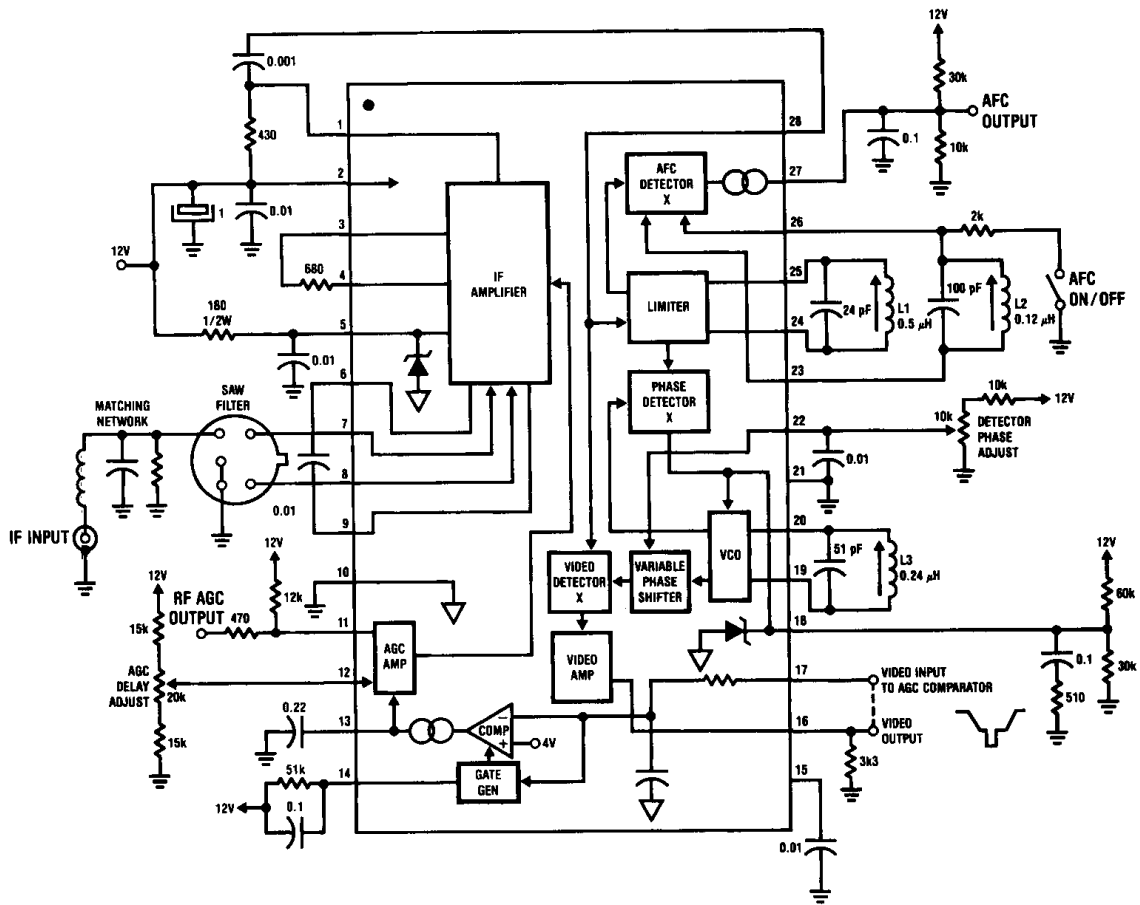 12V
0.001
30k
AFC
OUTPUT
1
28
430
0.1
10k
AFC
DETECTOR
X
27
2
1
0.01
26
2k
3
12V
680
4
IF
AMPLIFIER
LIMITER
25
24 pF
L1
0.5 µH
100 pF
L2
0.12 µH
AFC
ON/OFF
24
180
1/2W
5
0.01
23
6
PHASE
DETECTOR
X
10k
12V
MATCHING
NETWORK
SAW
FILTER
7
22
10k
DETECTOR
PHASE
ADJUST
8
21
0.01
0.01
9
20
IF INPUT
12V
VCO
51 pF
L3
0.24 µH
12V
10
VIDEO
DETECTOR
X
VARIABLE
PHASE
SHIFTER
19
12V
12k
60k
RF AGC
OUTPUT
470
11
18
15k
AGC
AMP
0.1
30k
AGC
DELAY
ADJUST
20k
12
VIDEO
AMP
17
VIDEO INPUT
TO AGC COMPARATOR
510
0.22
13
−
COMP
+
4V
16
VIDEO
OUTPUT
15k
3k3
51k
14
GATE
GEN
15
12V
0.1
0.01